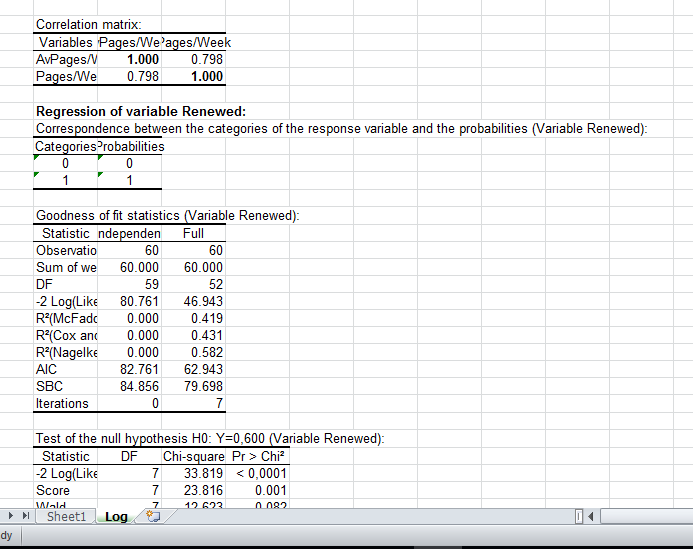 Correlation matrix:
Variables Pages/We ages/Week
AvPages/ 1.000 0.798
Pages/We 0.798 1.000
Regression of variable Renewed:
Correspondence between the categories of the response variable and the probabilities (Variable Renewed):
Categories Probabilities
0 0
1 1
Goodness of fit statistics (Variable Renewed):
Statistic ndependen Full
Observatio 60 60
Sum of we 60.000 60.000
DF 59 52
-2 Log(Like 80.761 46.943
R²(McFadd 0.000 0.419
R²(Cox and 0.000 0.431
R²(Nagelke 0.000 0.582
AIC 82.761 62.943
SBC 84.856 79.698
Iterations 0 7
Test of the null hypothesis H0: Y=0,600 (Variable Renewed):
Statistic DF Chi-square Pr > Chi²
-2 Log(Like 7 33.819 < 0,0001
Score 7 23.816 0.001
Wald 7 12.623 0.082
Sheet1 Log
dy